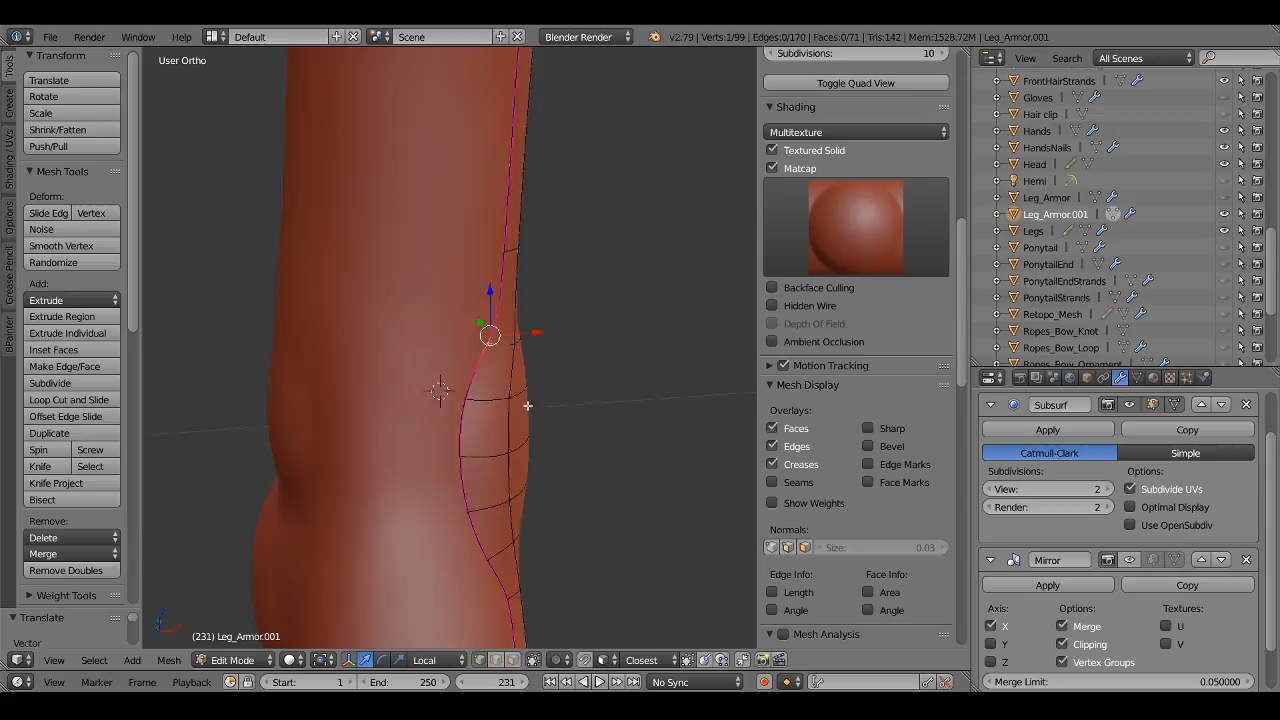 File Render Window Help Default Scene Blender Render v2.79 | Verts:1/99 | Edges:0/170 | Faces:0/71 | Tris:142 | Mem:1528.72M | Leg_Armor.001
Transform
Translate
Rotate
Scale
Shrink/Fatten
Push/Pull
Mesh Tools
Deform:
Slide Edg Vertex
Noise
Smooth Vertex
Randomize
Add:
Extrude
Extrude Region
Extrude Individual
Inset Faces
Make Edge/Face
Subdivide
Loop Cut and Slide
Offset Edge Slide
Duplicate
Spin Screw
Knife Select
Knife Project
Bisect
Remove:
Delete
Merge
Remove Doubles
Weight Tools
Translate
Vector
Tools
Create
Shading / UVs
Options
Grease Pencil
BPainter
User Ortho
(231) Leg_Armor.001
Subdivisions: 10
Toggle Quad View
Shading
Multitexture
Textured Solid
Matcap
Backface Culling
Hidden Wire
Depth Of Field
Ambient Occlusion
Motion Tracking
Mesh Display
Overlays:
Faces Sharp
Edges Bevel
Creases Edge Marks
Seams Face Marks
Show Weights
Normals:
Size: 0.03
Edge Info: Face Info:
Length Area
Angle Angle
Mesh Analysis
View Search All Scenes
FrontHairStrands
Gloves
Hair clip
Hands
HandsNails
Head
Hemi
Leg_Armor
Leg_Armor.001
Legs
Ponytail
PonytailEnd
PonytailEndStrands
PonytailStrands
Retopo_Mesh
Ropes_Bow_Knot
Ropes_Bow_Loop
Ropes_Bow_Ornament
Subsurf
Apply Copy
Catmull-Clark Simple
Subdivisions: Options:
View: 2 Subdivide UVs
Render: 2 Optimal Display
Use OpenSubdiv
Mirror
Apply Copy
Axis: Options: Textures:
X Merge U
Y Clipping V
Z Vertex Groups
Merge Limit: 0.050000
View Select Add Mesh Edit Mode Local Closest
View Marker Frame Playback Start: 1 End: 250 231 No Sync